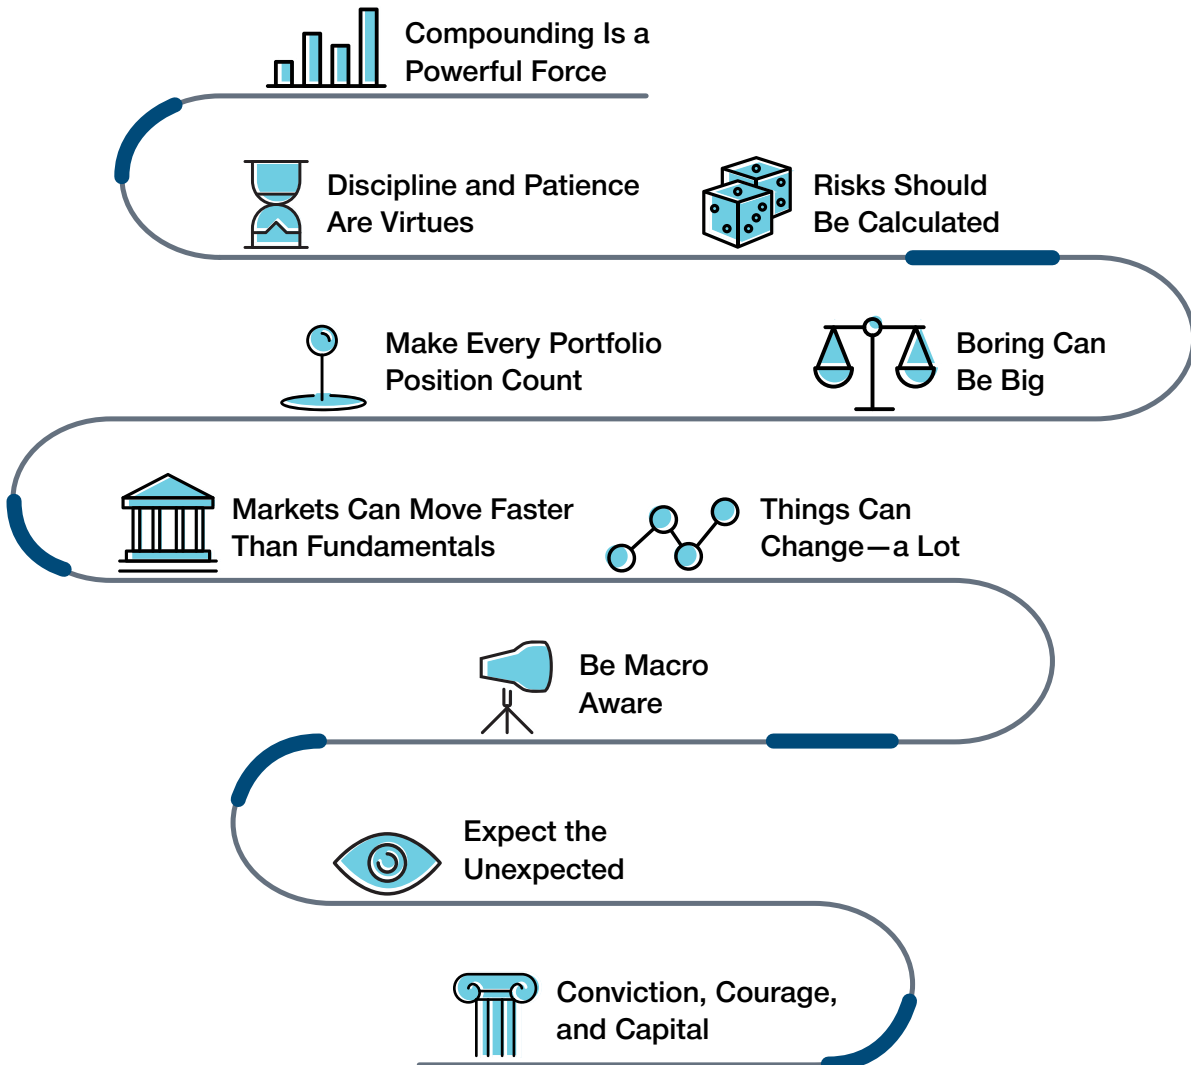 Compounding Is a
Powerful Force
Discipline and Patience
Are Virtues
Risks Should
Be Calculated
Make Every Portfolio
Position Count
Boring Can
Be Big
Markets Can Move Faster
Than Fundamentals
Things Can
Change—a Lot
Be Macro
Aware
Expect the
Unexpected
Conviction, Courage,
and Capital